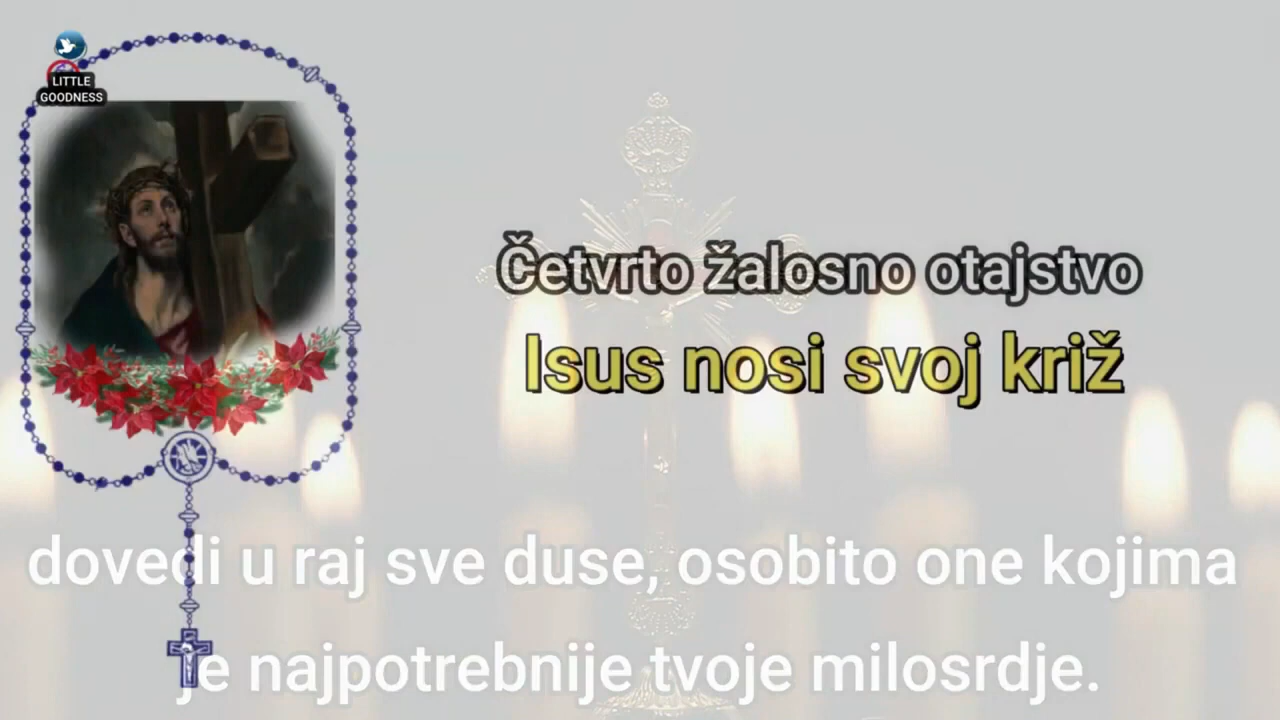 LITTLE
GOODNESS
Četvrto žalosno otajstvo
Isus nosi svoj križ
dovedi u raj sve duse, osobito one kojima
je najpotrebnije tvoje milosrdje.